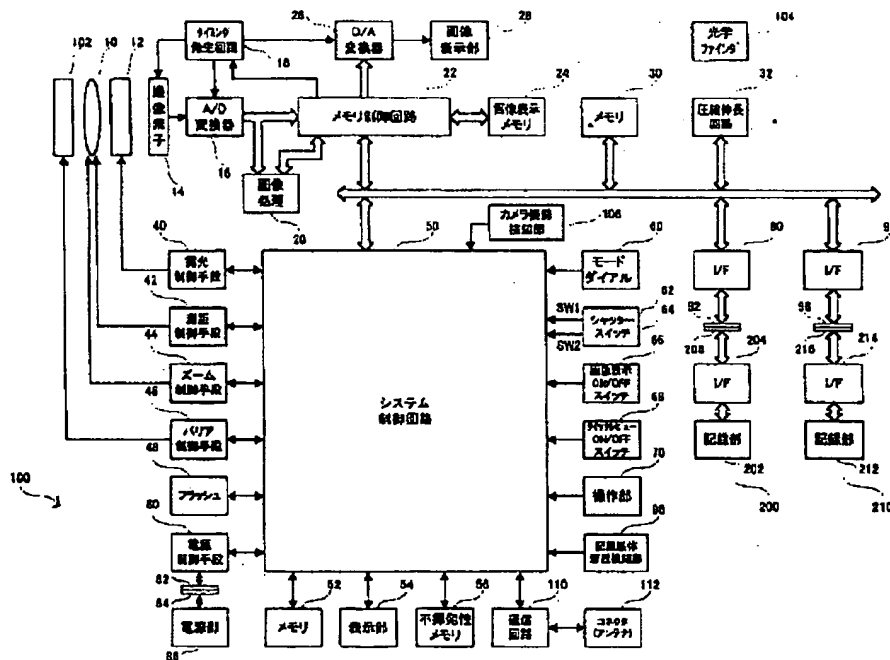 102
10
12
タイミング
発生回路
18
26
D/A
変換器
28
画像
表示部
104
光学
ファインダ
撮像素子
14
A/D
変換器
16
22
メモリ制御回路
24
画像表示
メモリ
30
メモリ
32
圧縮伸長
回路
画像
処理
20
50
カメラ姿勢
検知部
106
40
露光
制御手段
42
測距
制御手段
44
ズーム
制御手段
46
バリア
制御手段
48
フラッシュ
80
電源
制御手段
82
84
電源部
86
100
システム
制御回路
60
モード
ダイアル
SW1
SW2
62
64
シャッター
スイッチ
66
画像表示
ON/OFF
スイッチ
68
クイックレビュー
ON/OFF
スイッチ
70
操作部
98
記録媒体
着脱検知部
52
メモリ
54
表示部
56
不揮発性
メモリ
110
通信
回路
112
コネクタ
(アンテナ)
90
I/F
92
206
204
I/F
記録部
202
200
I/F
96
216
214
I/F
記録部
212
210